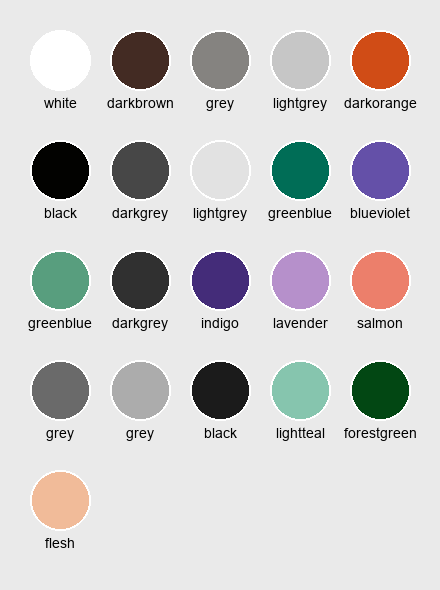 white darkbrown grey lightgrey darkorange
black darkgrey lightgrey greenblue blueviolet
greenblue darkgrey indigo lavender salmon
grey grey black lightteal forestgreen
flesh